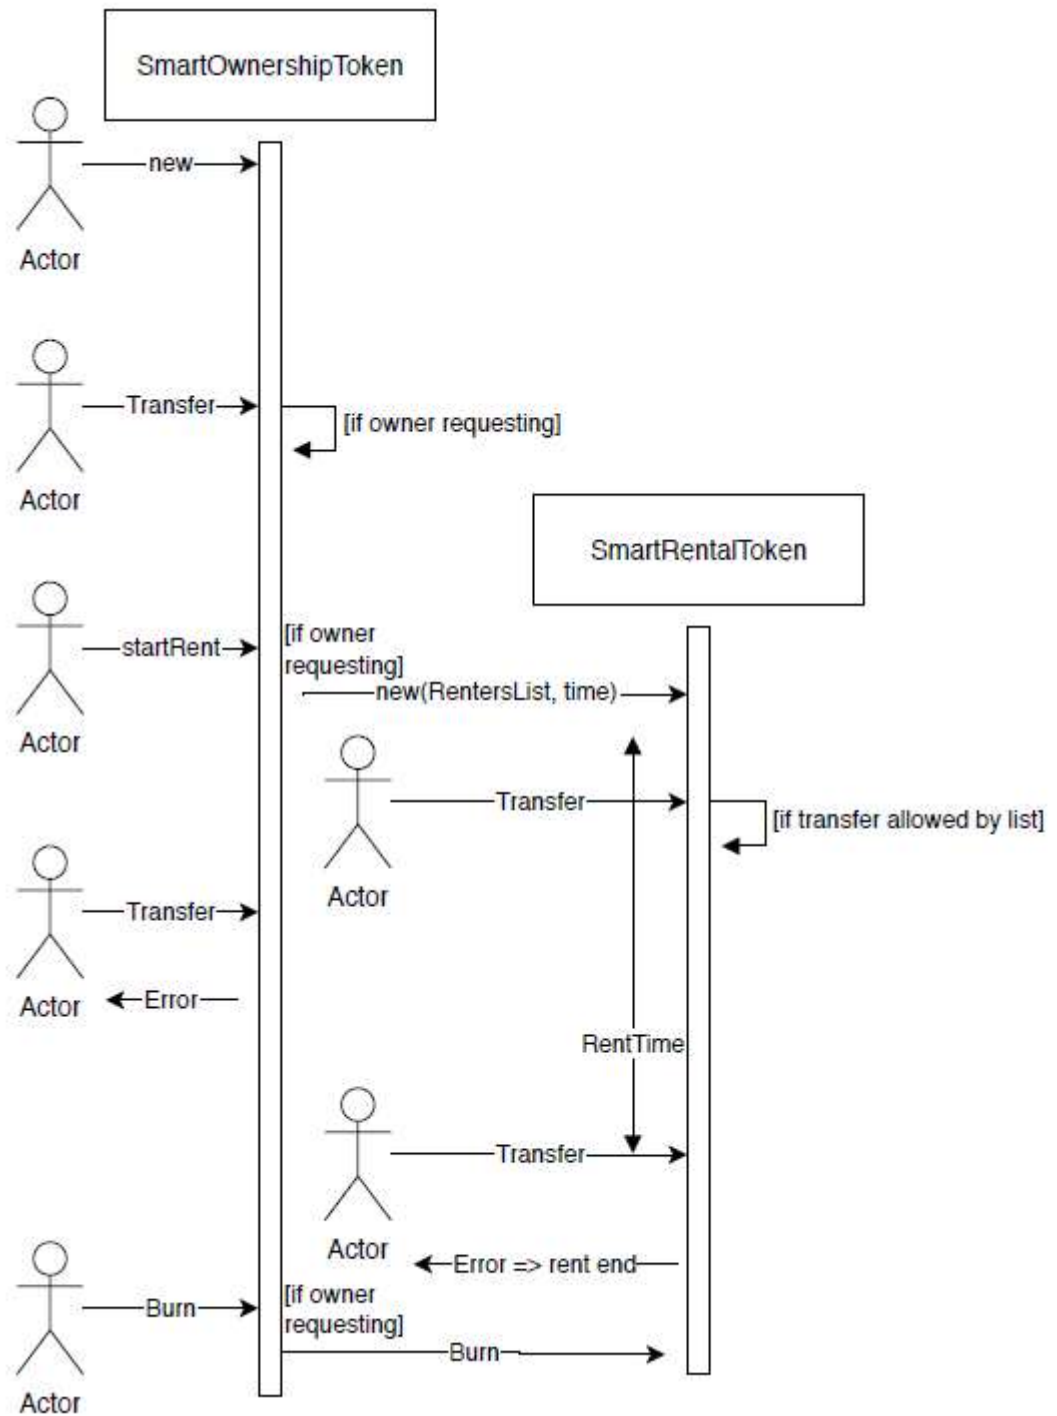 SmartOwnershipToken
new
Actor
Transfer
[if owner requesting]
Actor
SmartRentalToken
startRent
[if owner
requesting]
new(RentersList, time)
Actor
Transfer
[if transfer allowed by list]
Actor
Transfer
Error
Actor
RentTime
Transfer
Actor
Error => rent end
Burn
[if owner
requesting]
Burn
Actor